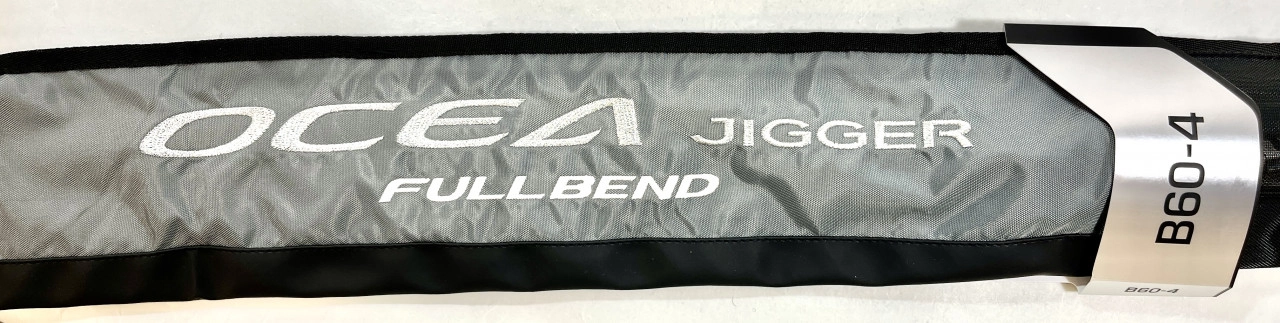 OCEA JIGGER
FULLBEND
B60-4
B60-4